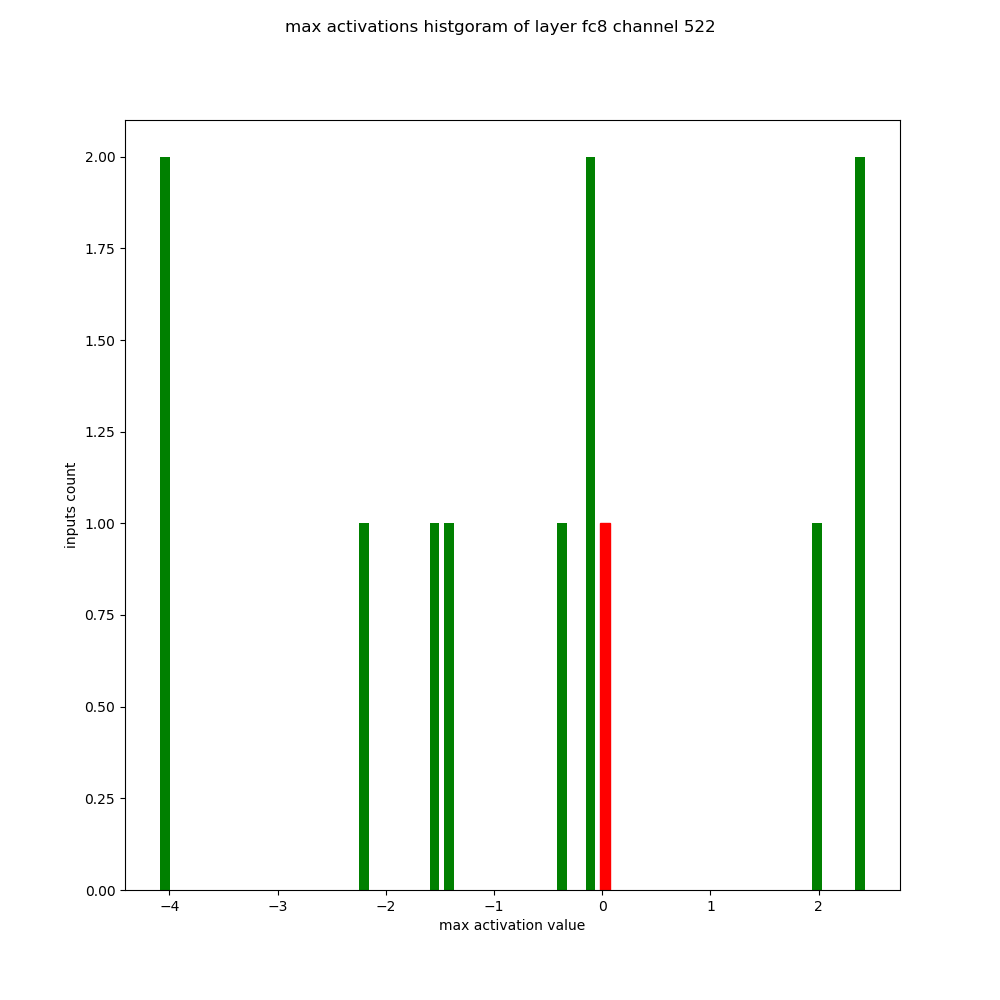 max activations histgoram of layer fc8 channel 522
2.00
1.75
1.50
1.25
1.00
0.75
0.50
0.25
0.00
inputs count
−4 −3 −2 −1 0 1 2
max activation value